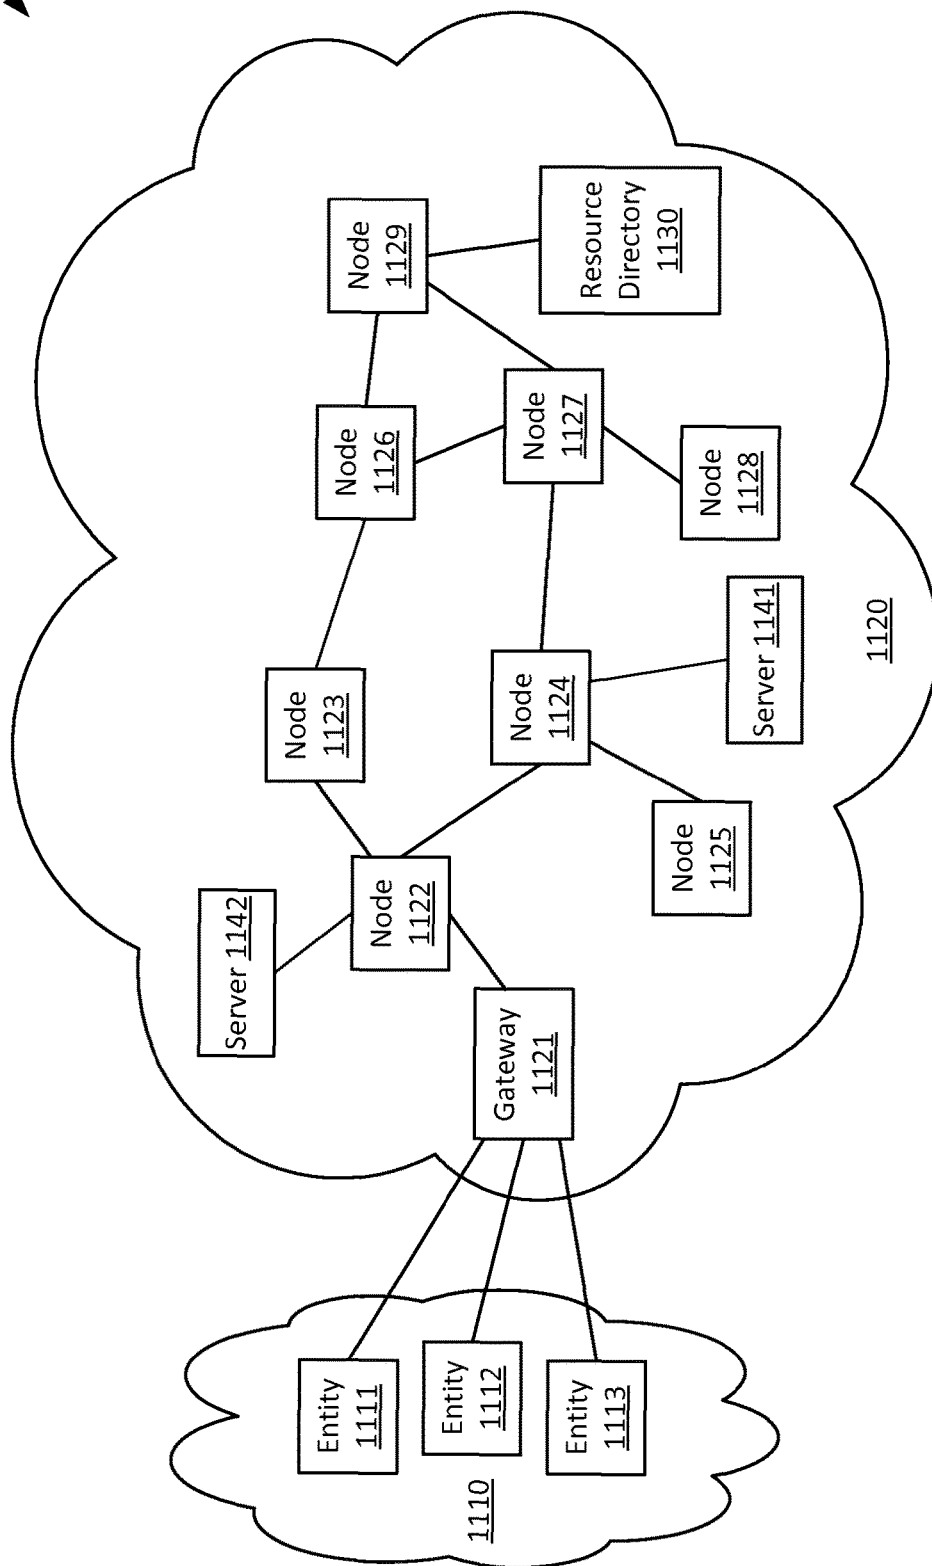 Entity
1111
Entity
1112
Entity
1113
1110
Gateway
1121
Server 1142
Node
1122
Node
1123
Node
1124
Node
1125
Server 1141
Node
1126
Node
1127
Node
1128
Node
1129
Resource
Directory
1130
1120